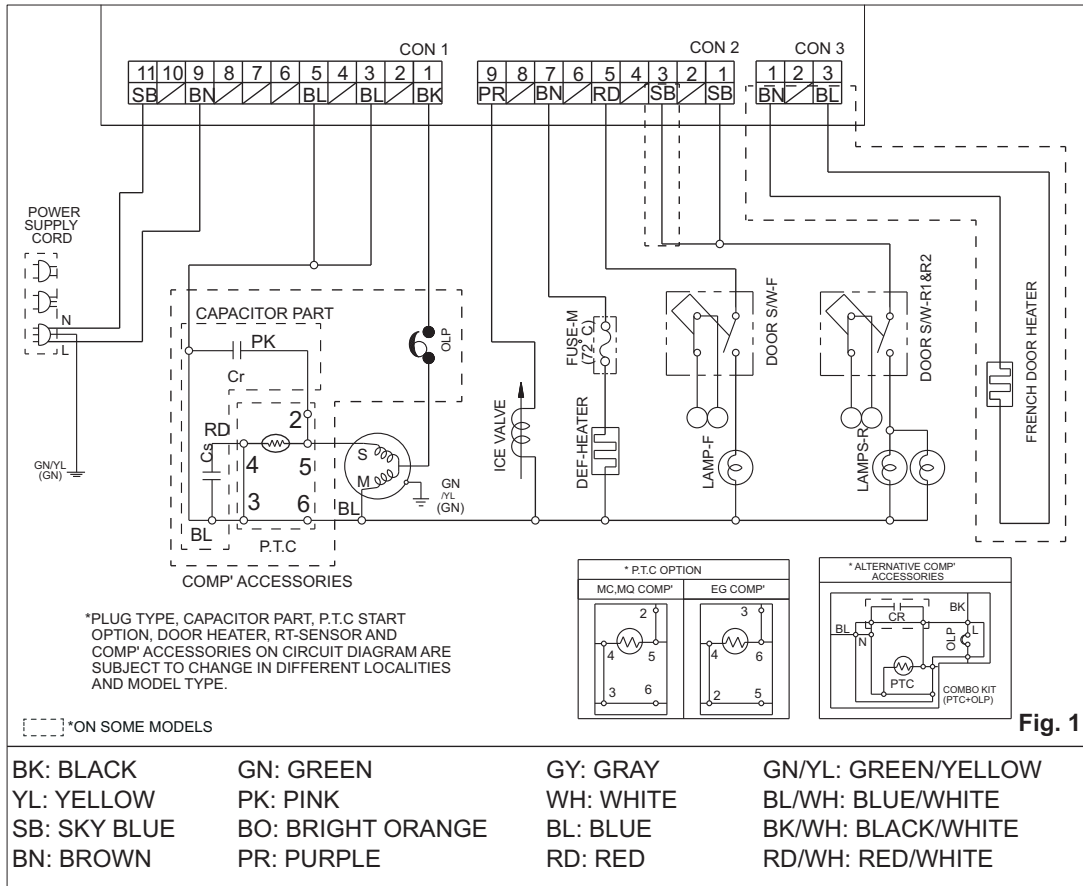 CON 1
CON 2
CON 3
11 10 9 8 7 6 5 4 3 2 1
SB BN BL BL BK
9 8 7 6 5 4 3 2 1
PR BN RD SB SB
1 2 3
BN BL
POWER
SUPPLY
CORD
N
L
GN/YL
(GN)
CAPACITOR PART
PK
Cr
RD
Cs
2
4
5
3
6
BL
P.T.C
COMP' ACCESSORIES
OLP
S
M
BL
GN
/YL
(GN)
ICE VALVE
FUSE-M
(72°C)
DEF-HEATER
DOOR S/W-F
LAMP-F
DOOR S/W-R1&R2
LAMPS-R
FRENCH DOOR HEATER
*PLUG TYPE, CAPACITOR PART, P.T.C START
OPTION, DOOR HEATER, RT-SENSOR AND
COMP' ACCESSORIES ON CIRCUIT DIAGRAM ARE
SUBJECT TO CHANGE IN DIFFERENT LOCALITIES
AND MODEL TYPE.
*ON SOME MODELS
* P.T.C OPTION
MC,MQ COMP'
EG COMP'
2
4
5
3
6
3
4
6
2
5
* ALTERNATIVE COMP'
ACCESSORIES
CR
BK
BL
N
L
OLP
PTC
COMBO KIT
(PTC+OLP)
Fig. 1
BK: BLACK GN: GREEN GY: GRAY GN/YL: GREEN/YELLOW
YL: YELLOW PK: PINK WH: WHITE BL/WH: BLUE/WHITE
SB: SKY BLUE BO: BRIGHT ORANGE BL: BLUE BK/WH: BLACK/WHITE
BN: BROWN PR: PURPLE RD: RED RD/WH: RED/WHITE